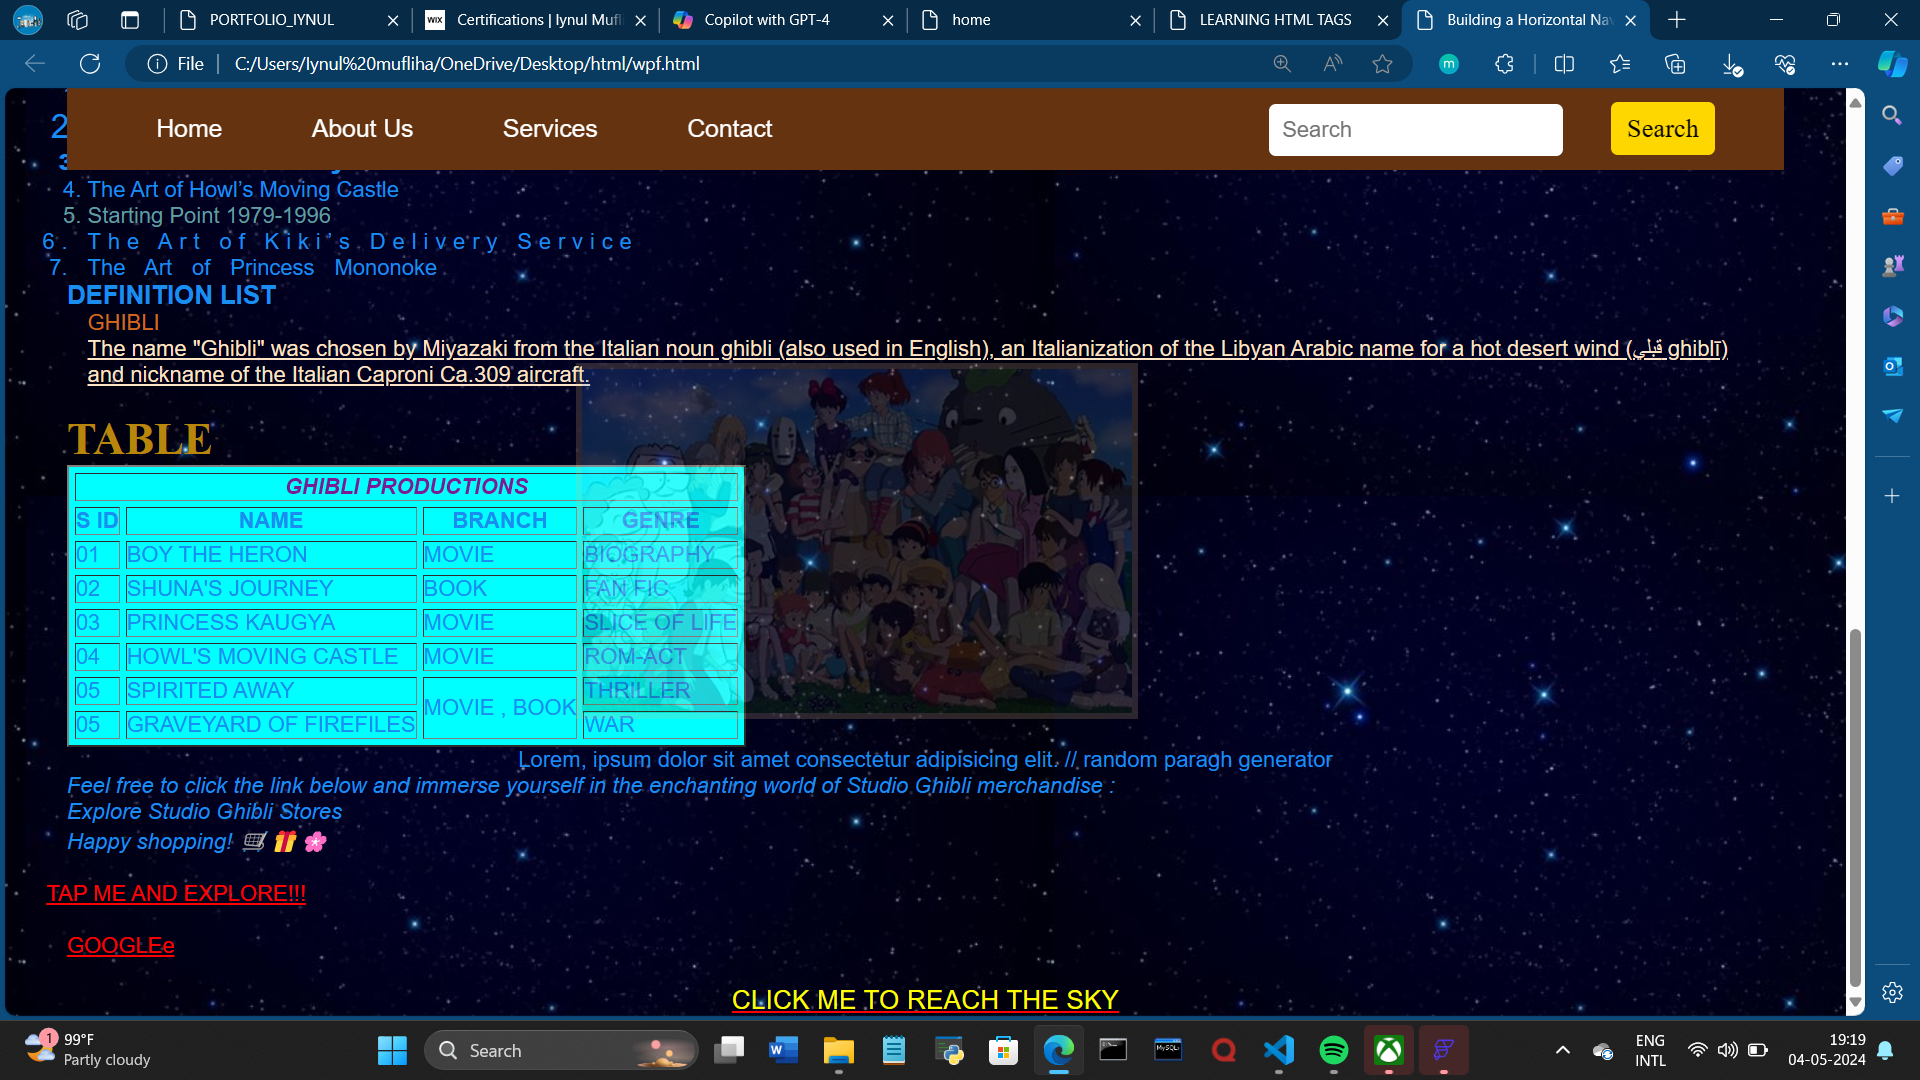 PORTFOLIO_IYNUL
WIX
Certifications | Iynul Mufli
Copilot with GPT-4
home
LEARNING HTML TAGS
Building a Horizontal Na
File
C:/Users/Iynul%20mufliha/OneDrive/Desktop/html/wpf.html
m
Home
About Us
Services
Contact
Search
Search
2
3
4. The Art of Howl’s Moving Castle
5. Starting Point 1979-1996
6. The Art of Kiki’s Delivery Service
7. The Art of Princess Mononoke
DEFINITION LIST
GHIBLI
The name "Ghibli" was chosen by Miyazaki from the Italian noun ghibli (also used in English), an Italianization of the Libyan Arabic name for a hot desert wind (قبلي ghiblī)
and nickname of the Italian Caproni Ca.309 aircraft.
TABLE
GHIBLI PRODUCTIONS
S ID NAME BRANCH GENRE
01 BOY THE HERON MOVIE BIOGRAPHY
02 SHUNA'S JOURNEY BOOK FAN FIC
03 PRINCESS KAUGYA MOVIE SLICE OF LIFE
04 HOWL'S MOVING CASTLE MOVIE ROM-ACT
05 SPIRITED AWAY MOVIE , BOOK THRILLER
05 GRAVEYARD OF FIREFILES WAR
Lorem, ipsum dolor sit amet consectetur adipisicing elit. // random paragh generator
Feel free to click the link below and immerse yourself in the enchanting world of Studio Ghibli merchandise :
Explore Studio Ghibli Stores
Happy shopping! 🛒🎁🌸
TAP ME AND EXPLORE!!!
GOOGLEe
CLICK ME TO REACH THE SKY
1
99°F
Partly cloudy
Search
W
MySQL
ENG
INTL
19:19
04-05-2024